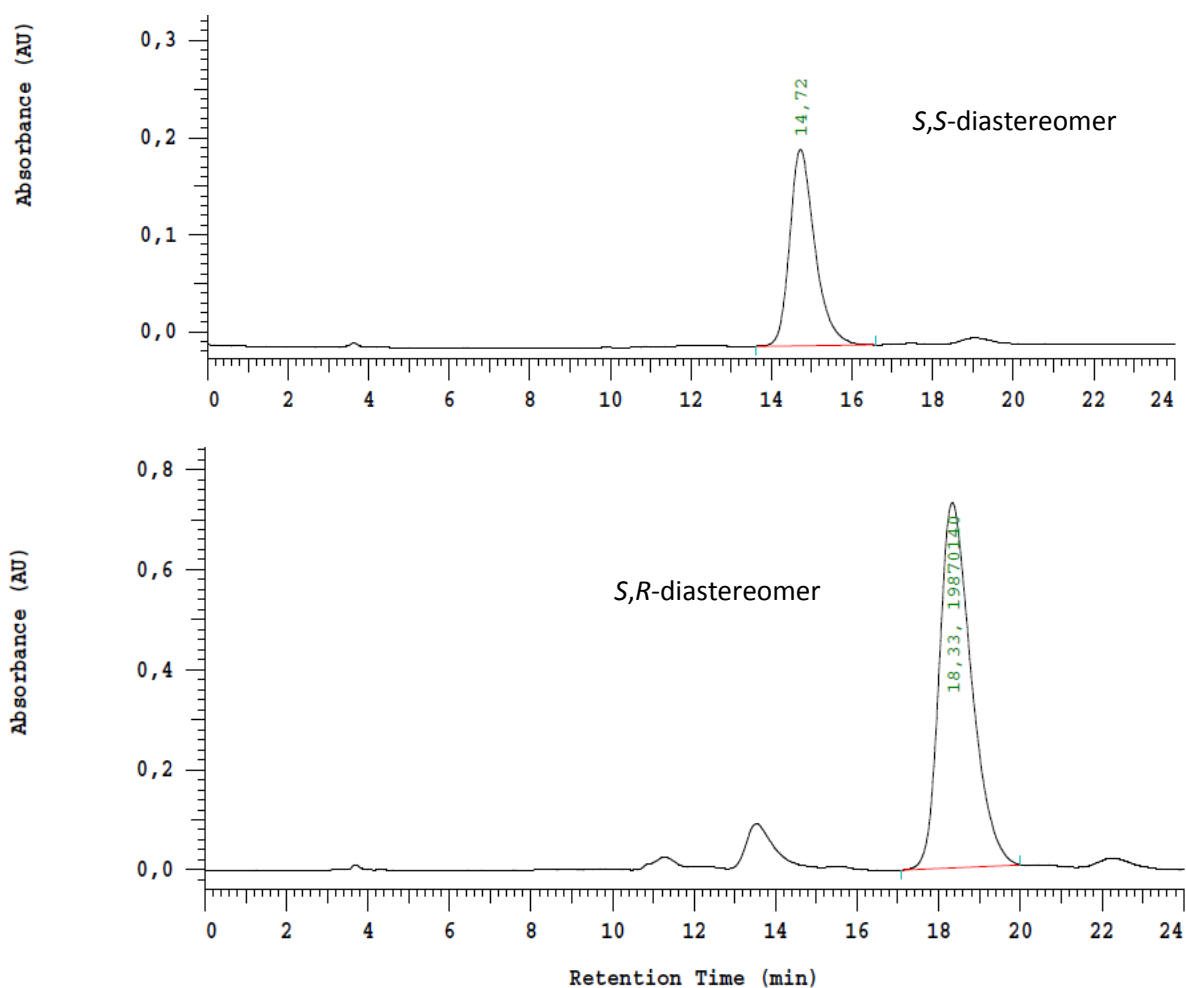 Absorbance (AU)
0,3
0,2
0,1
0,0
14,72
S,S-diastereomer
0 2 4 6 8 10 12 14 16 18 20 22 24
Absorbance (AU)
0,8
0,6
0,4
0,2
0,0
18,33, 19870140
S,R-diastereomer
0 2 4 6 8 10 12 14 16 18 20 22 24
Retention Time (min)